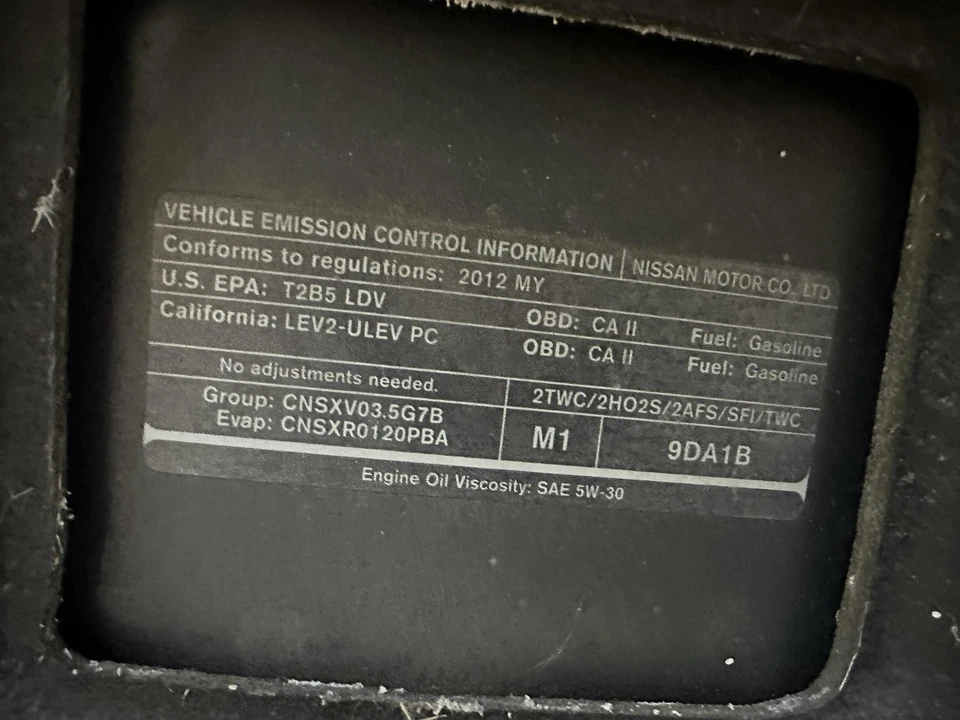 VEHICLE EMISSION CONTROL INFORMATION | NISSAN MOTOR CO., LTD
Conforms to regulations: 2012 MY
U.S. EPA: T2B5 LDV OBD: CA II Fuel: Gasoline
California: LEV2-ULEV PC OBD: CA II Fuel: Gasoline
No adjustments needed. 2TWC/2HO2S/2AFS/SFI/TWC
Group: CNSXV03.5G7B M1 9DA1B
Evap: CNSXR0120PBA
Engine Oil Viscosity: SAE 5W-30